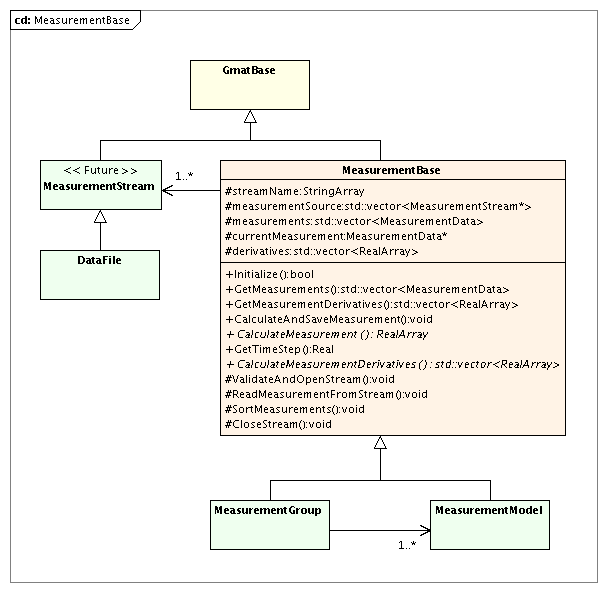 cd: MeasurementBase
GmatBase
<< Future >>
MeasurementStream
1..*
MeasurementBase
#streamName:StringArray
#measurementSource:std::vector<MeasurementStream*>
#measurements:std::vector<MeasurementData>
#currentMeasurement:MeasurementData*
#derivatives:std::vector<RealArray>
DataFile
+Initialize():bool
+GetMeasurements():std::vector<MeasurementData>
+GetMeasurementDerivatives():std::vector<RealArray>
+CalculateAndSaveMeasurement():void
+CalculateMeasurement():RealArray
+GetTimeStep():Real
+CalculateMeasurementDerivatives():std::vector<RealArray>
#ValidateAndOpenStream():void
#ReadMeasurementFromStream():void
#SortMeasurements():void
#CloseStream():void
MeasurementGroup
MeasurementModel
1..*